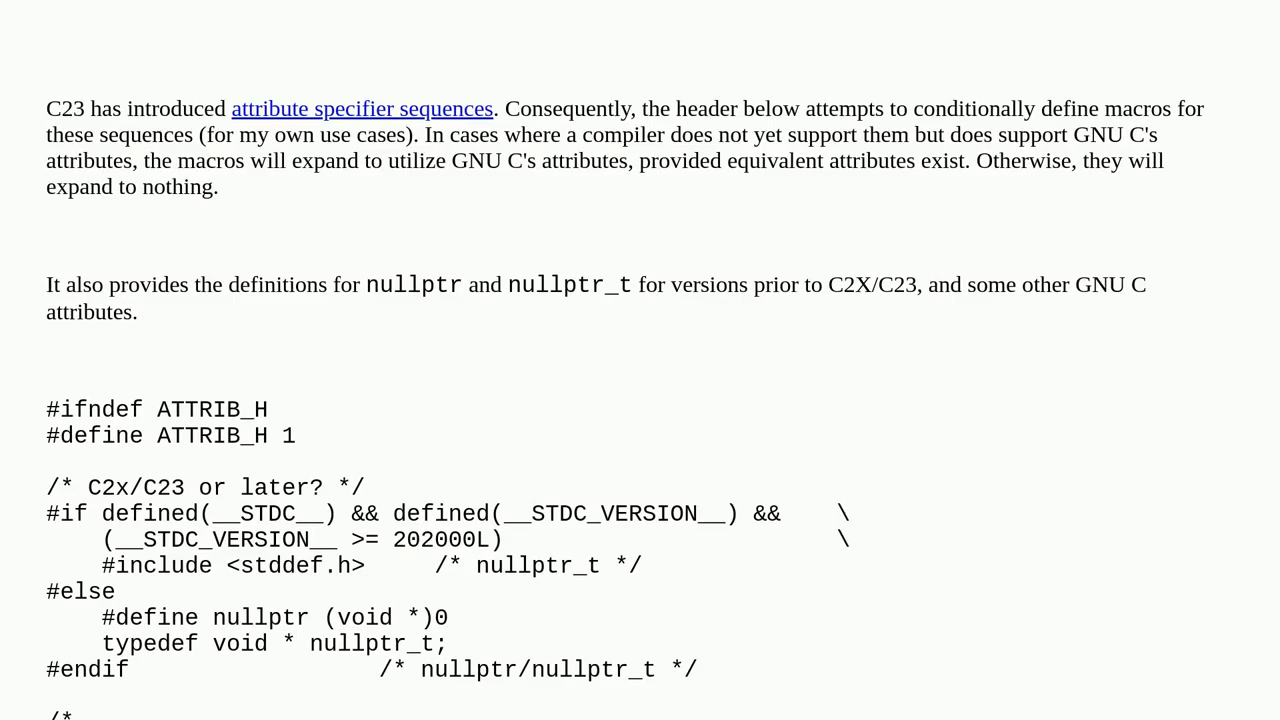 C23 has introduced attribute specifier sequences. Consequently, the header below attempts to conditionally define macros for
these sequences (for my own use cases). In cases where a compiler does not yet support them but does support GNU C's
attributes, the macros will expand to utilize GNU C's attributes, provided equivalent attributes exist. Otherwise, they will
expand to nothing.
It also provides the definitions for nullptr and nullptr_t for versions prior to C2X/C23, and some other GNU C
attributes.
#ifndef ATTRIB_H
#define ATTRIB_H 1
/* C2x/C23 or later? */
#if defined(__STDC__) && defined(__STDC_VERSION__) &&    \
    (__STDC_VERSION__ >= 202000L)                        \
    #include <stddef.h>     /* nullptr_t */
#else
    #define nullptr (void *)0
    typedef void * nullptr_t;
#endif                  /* nullptr/nullptr_t */
/*